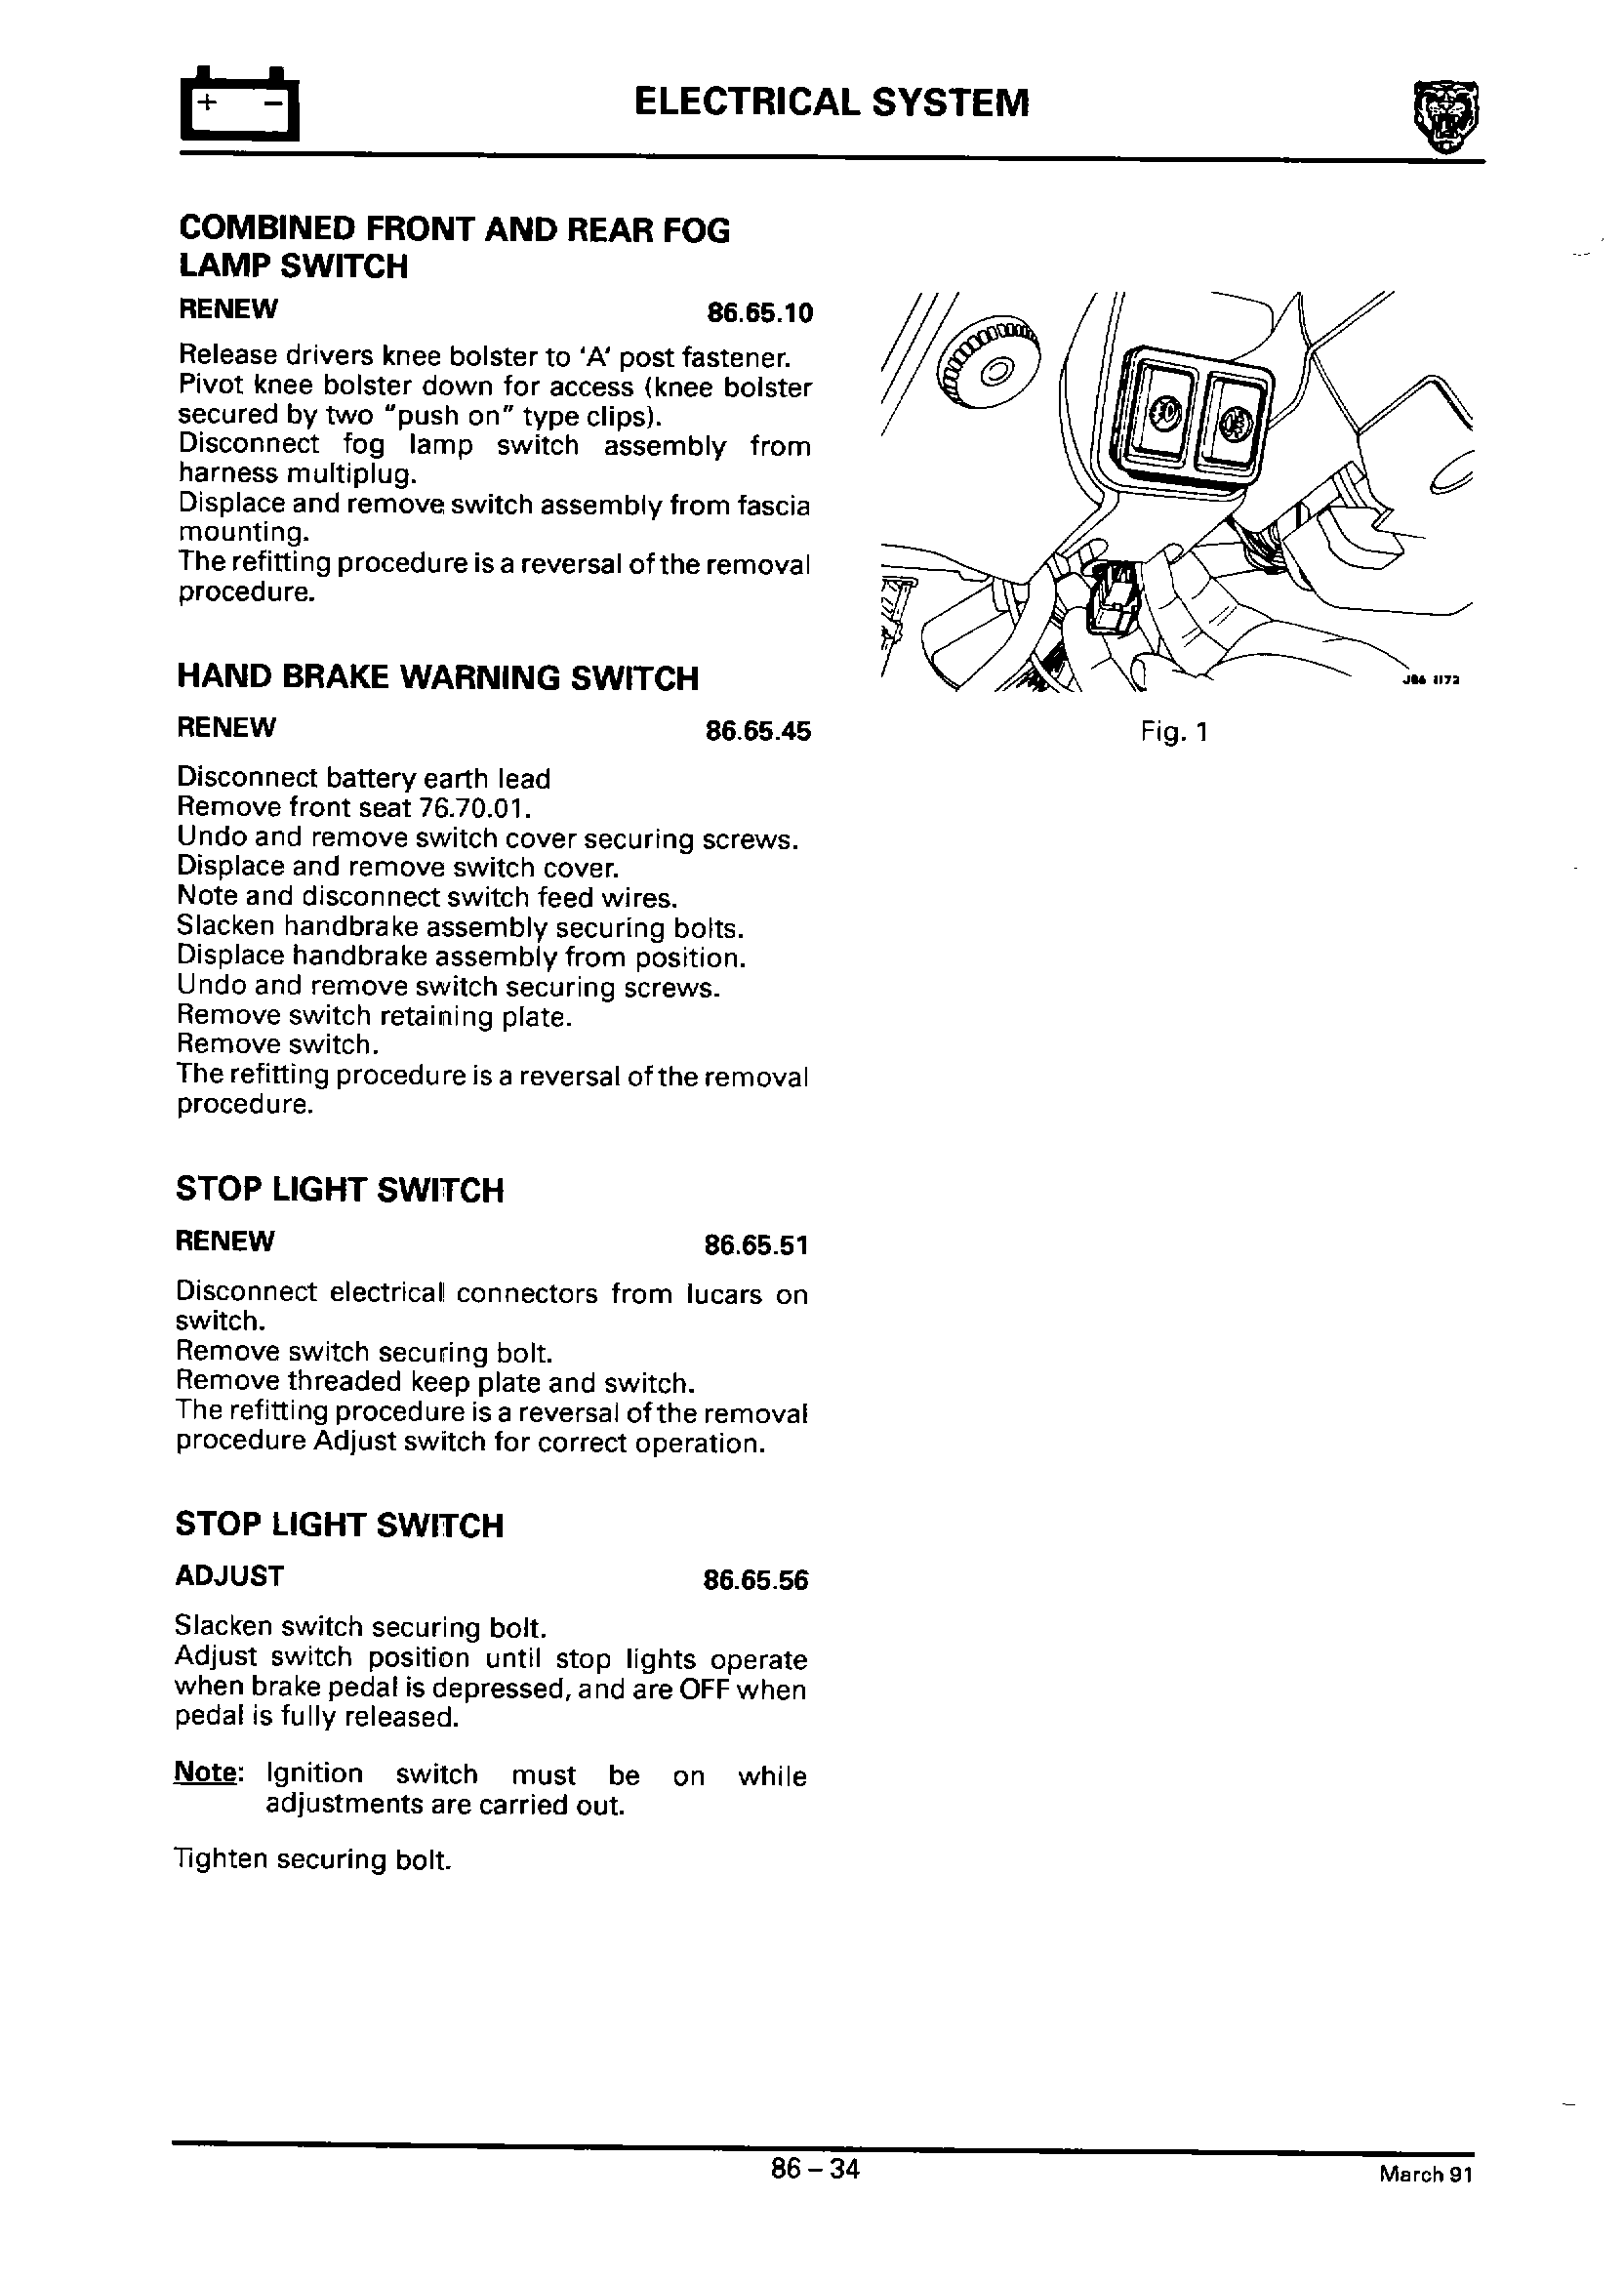 + −
ELECTRICAL SYSTEM
COMBINED FRONT AND REAR FOG
LAMP SWITCH
RENEW 86.65.10
Release drivers knee bolster to ‘A’ post fastener.
Pivot knee bolster down for access (knee bolster
secured by two “push on” type clips).
Disconnect fog lamp switch assembly from
harness multiplug.
Displace and remove switch assembly from fascia
mounting.
The refitting procedure is a reversal of the removal
procedure.
HAND BRAKE WARNING SWITCH
RENEW 86.65.45
Disconnect battery earth lead
Remove front seat 76.70.01.
Undo and remove switch cover securing screws.
Displace and remove switch cover.
Note and disconnect switch feed wires.
Slacken handbrake assembly securing bolts.
Displace handbrake assembly from position.
Undo and remove switch securing screws.
Remove switch retaining plate.
Remove switch.
The refitting procedure is a reversal of the removal
procedure.
STOP LIGHT SWITCH
RENEW 86.65.51
Disconnect electrical connectors from lucars on
switch.
Remove switch securing bolt.
Remove threaded keep plate and switch.
The refitting procedure is a reversal of the removal
procedure Adjust switch for correct operation.
STOP LIGHT SWITCH
ADJUST 86.65.56
Slacken switch securing bolt.
Adjust switch position until stop lights operate
when brake pedal is depressed, and are OFF when
pedal is fully released.
Note: Ignition switch must be on while
adjustments are carried out.
Tighten securing bolt.
J86 1172
Fig. 1
86 – 34
March 91